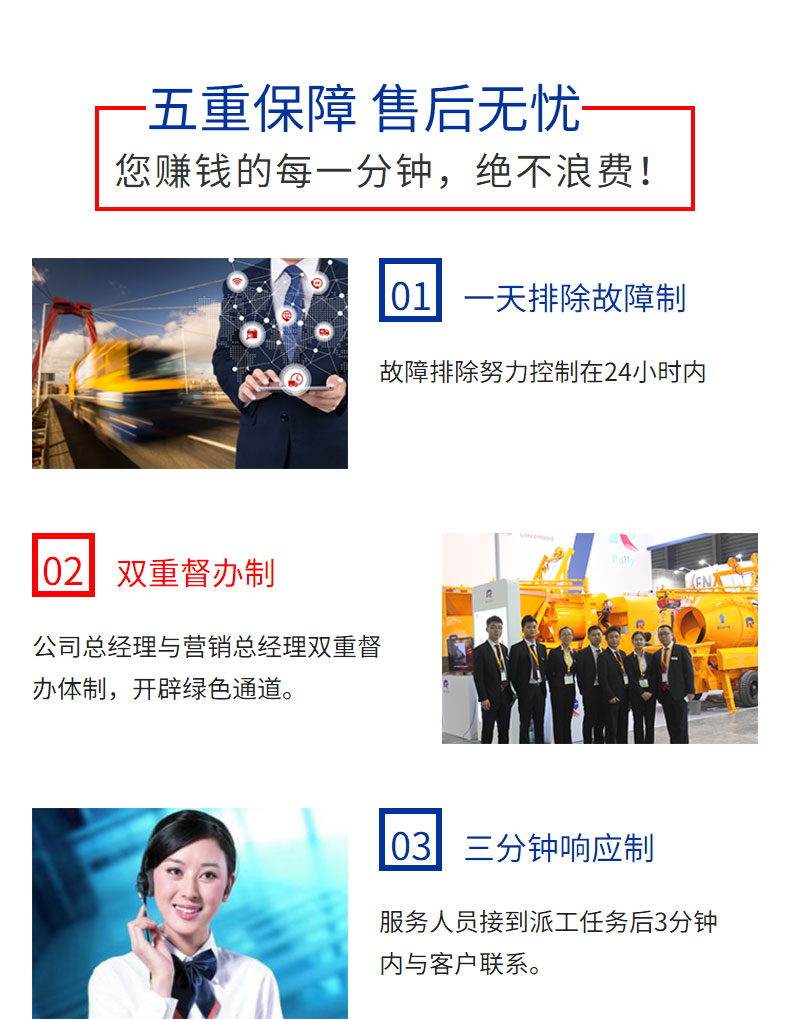 五重保障 售后无忧
您赚钱的每一分钟，绝不浪费！
01
一天排除故障制
故障排除努力控制在24小时内
02
双重督办制
公司总经理与营销总经理双重督
办体制，开辟绿色通道。
03
三分钟响应制
服务人员接到派工任务后3分钟
内与客户联系。